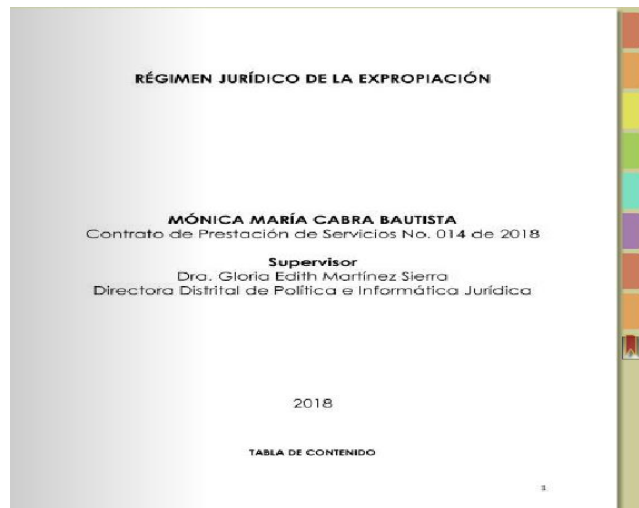 RÉGIMEN JURÍDICO DE LA EXPROPIACIÓN
MÓNICA MARÍA CABRA BAUTISTA
Contrato de Prestación de Servicios No. 014 de 2018
Supervisor
Dra. Gloria Edith Martínez Sierra
Directora Distrital de Política e Informática Jurídica
2018
TABLA DE CONTENIDO